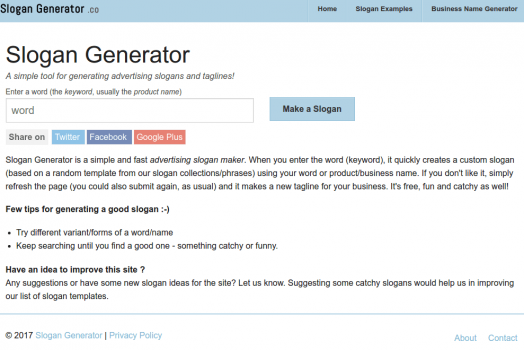 Slogan Generator .co
Home
Slogan Examples
Business Name Generator
Slogan Generator
A simple tool for generating advertising slogans and taglines!
Enter a word (the keyword, usually the product name)
word
Make a Slogan
Share on Twitter Facebook Google Plus
Slogan Generator is a simple and fast advertising slogan maker. When you enter the word (keyword), it quickly creates a custom slogan
(based on a random template from our slogan collections/phrases) using your word or product/business name. If you don't like it, simply
refresh the page (you could also submit again, as usual) and it makes a new tagline for your business. It's free, fun and catchy as well!
Few tips for generating a good slogan :-)
• Try different variant/forms of a word/name
• Keep searching until you find a good one - something catchy or funny.
Have an idea to improve this site ?
Any suggestions or have some new slogan ideas for the site? Let us know. Suggesting some catchy slogans would help us in improving
our list of slogan templates.
© 2017 Slogan Generator | Privacy Policy
About
Contact